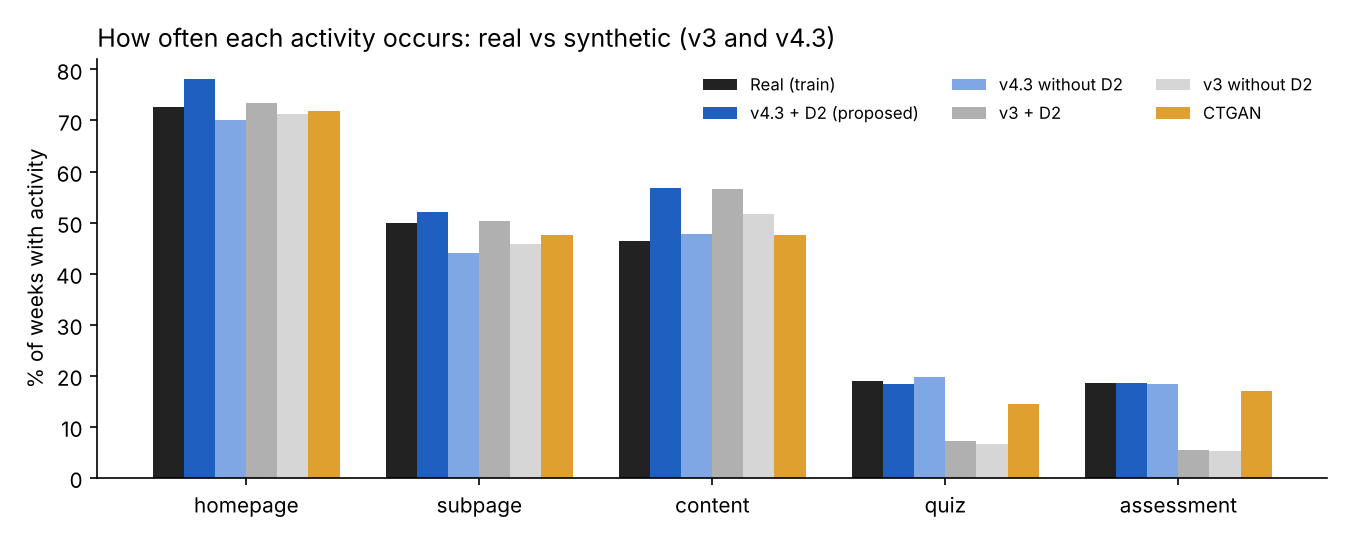 How often each activity occurs: real vs synthetic (v3 and v4.3)
Real (train)
v4.3 + D2 (proposed)
v4.3 without D2
v3 + D2
v3 without D2
CTGAN
% of weeks with activity
80
70
60
50
40
30
20
10
0
homepage
subpage
content
quiz
assessment